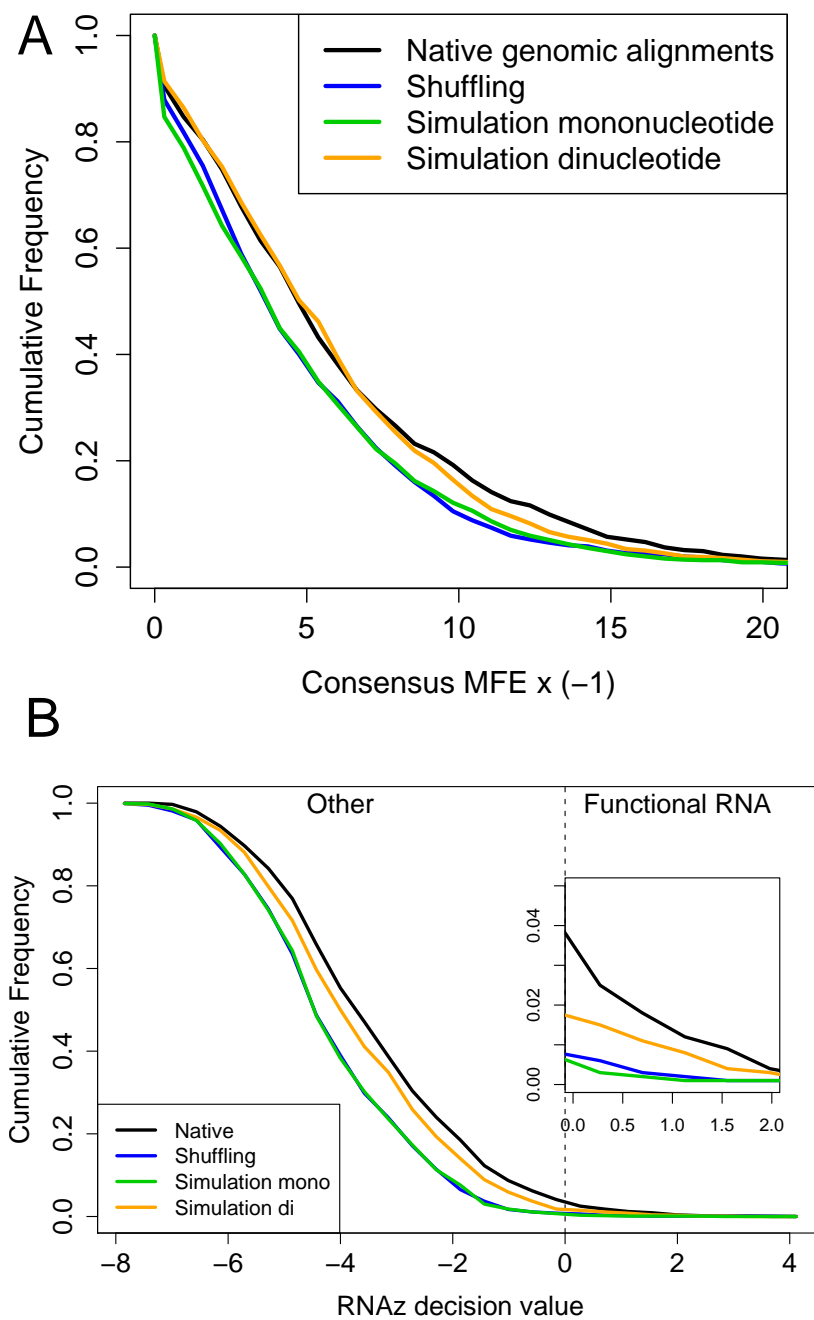 A
Native genomic alignments
Shuffling
Simulation mononucleotide
Simulation dinucleotide
Cumulative Frequency
1.0
0.8
0.6
0.4
0.2
0.0
0 5 10 15 20
Consensus MFE x (−1)
B
Other
Functional RNA
Cumulative Frequency
1.0
0.8
0.6
0.4
0.2
0.0
0.04
0.02
0.00
0.0 0.5 1.0 1.5 2.0
Native
Shuffling
Simulation mono
Simulation di
−8 −6 −4 −2 0 2 4
RNAz decision value